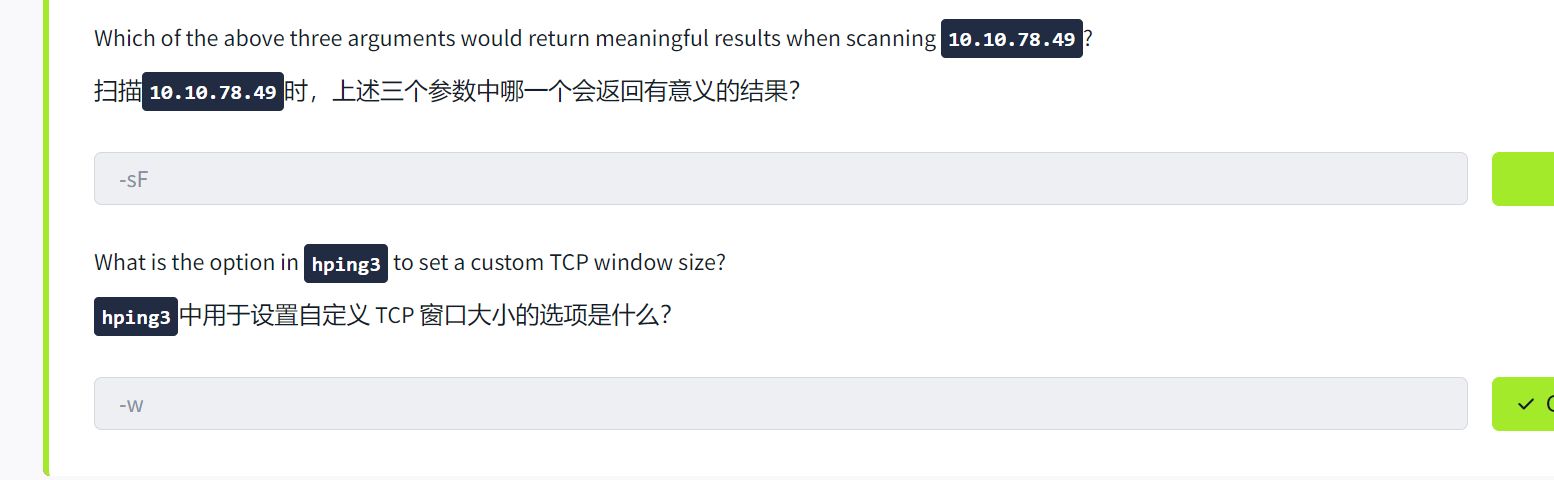 Which of the above three arguments would return meaningful results when scanning 10.10.78.49?
扫描10.10.78.49时，上述三个参数中哪一个会返回有意义的结果？
-sF
What is the option in hping3 to set a custom TCP window size?
hping3中用于设置自定义 TCP 窗口大小的选项是什么？
-w